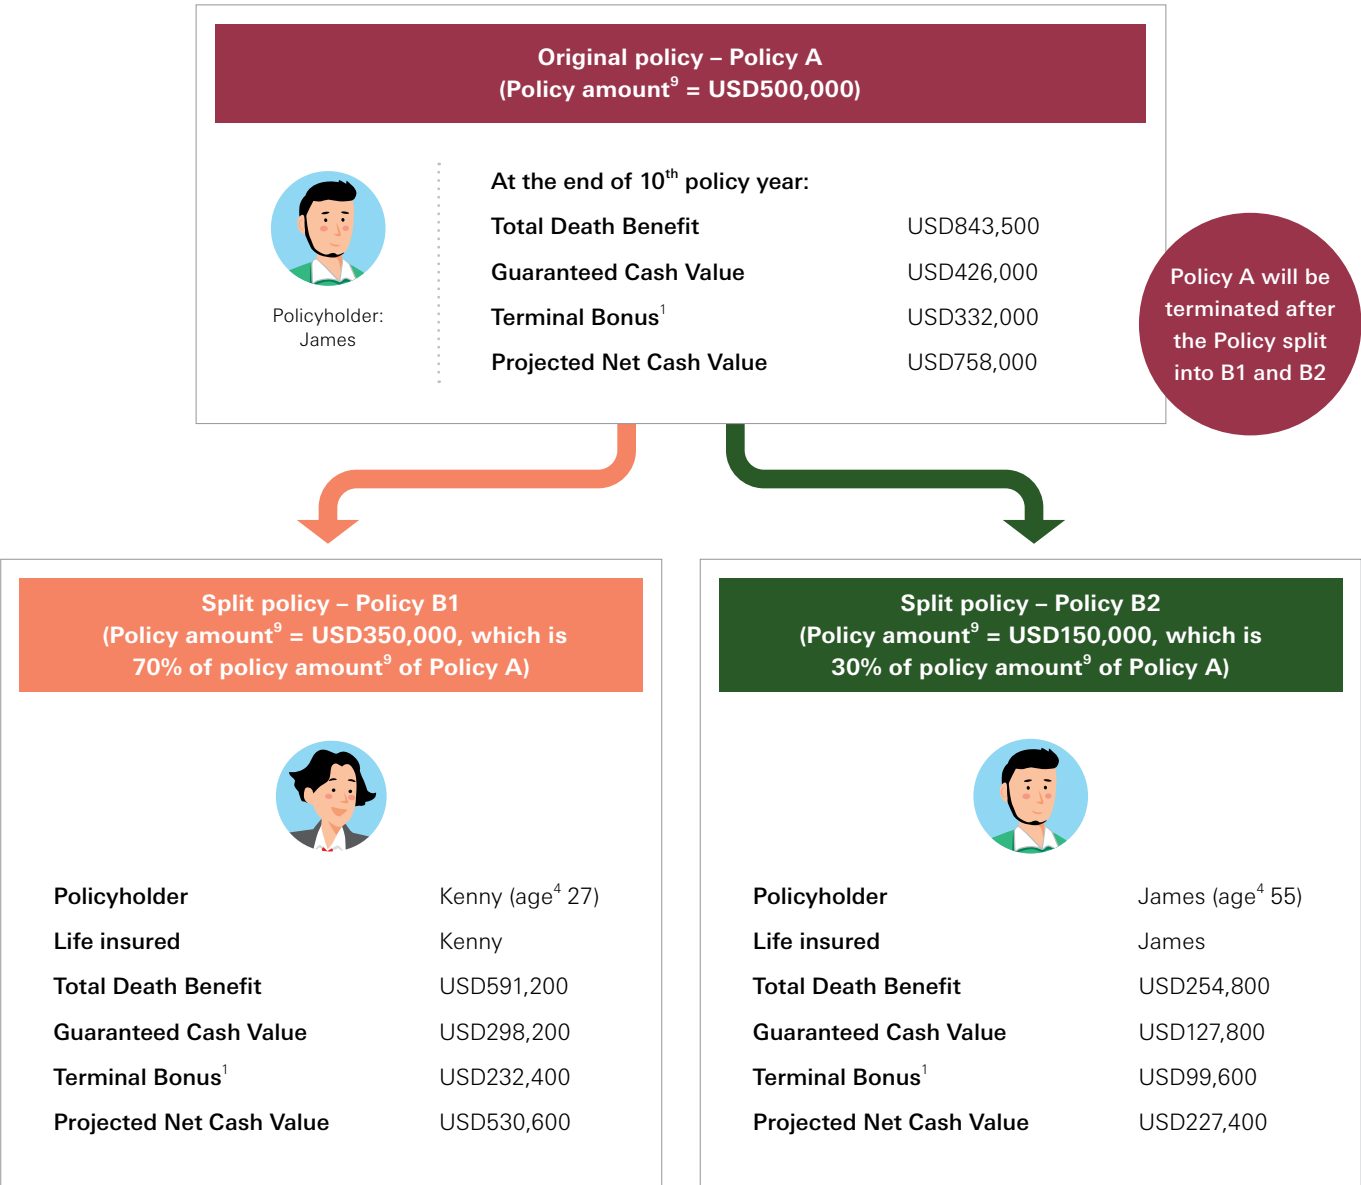 Original policy – Policy A
(Policy amount⁹ = USD500,000)
Policyholder:
James
At the end of 10ᵗʰ policy year:
Total Death Benefit USD843,500
Guaranteed Cash Value USD426,000
Terminal Bonus¹ USD332,000
Projected Net Cash Value USD758,000
Policy A will be
terminated after
the Policy split
into B1 and B2
Split policy – Policy B1
(Policy amount⁹ = USD350,000, which is
70% of policy amount⁹ of Policy A)
Policyholder Kenny (age⁴ 27)
Life insured Kenny
Total Death Benefit USD591,200
Guaranteed Cash Value USD298,200
Terminal Bonus¹ USD232,400
Projected Net Cash Value USD530,600
Split policy – Policy B2
(Policy amount⁹ = USD150,000, which is
30% of policy amount⁹ of Policy A)
Policyholder James (age⁴ 55)
Life insured James
Total Death Benefit USD254,800
Guaranteed Cash Value USD127,800
Terminal Bonus¹ USD99,600
Projected Net Cash Value USD227,400